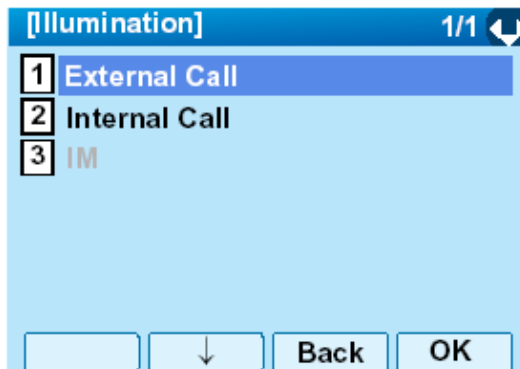 [Illumination] 1/1
1 External Call
2 Internal Call
3 IM
↓ Back OK